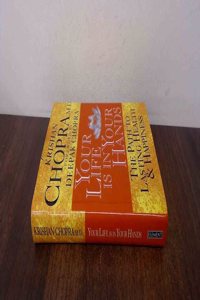 KRISHAN
CHOPRA M.D.
DEEPAK CHOPRA
YOUR
LIFE
IS IN YOUR
HANDS
THE PATH TO
LASTING HEALTH
& HAPPINESS
KRISHAN CHOPRA M.D. YOUR LIFE IS IN YOUR HANDS